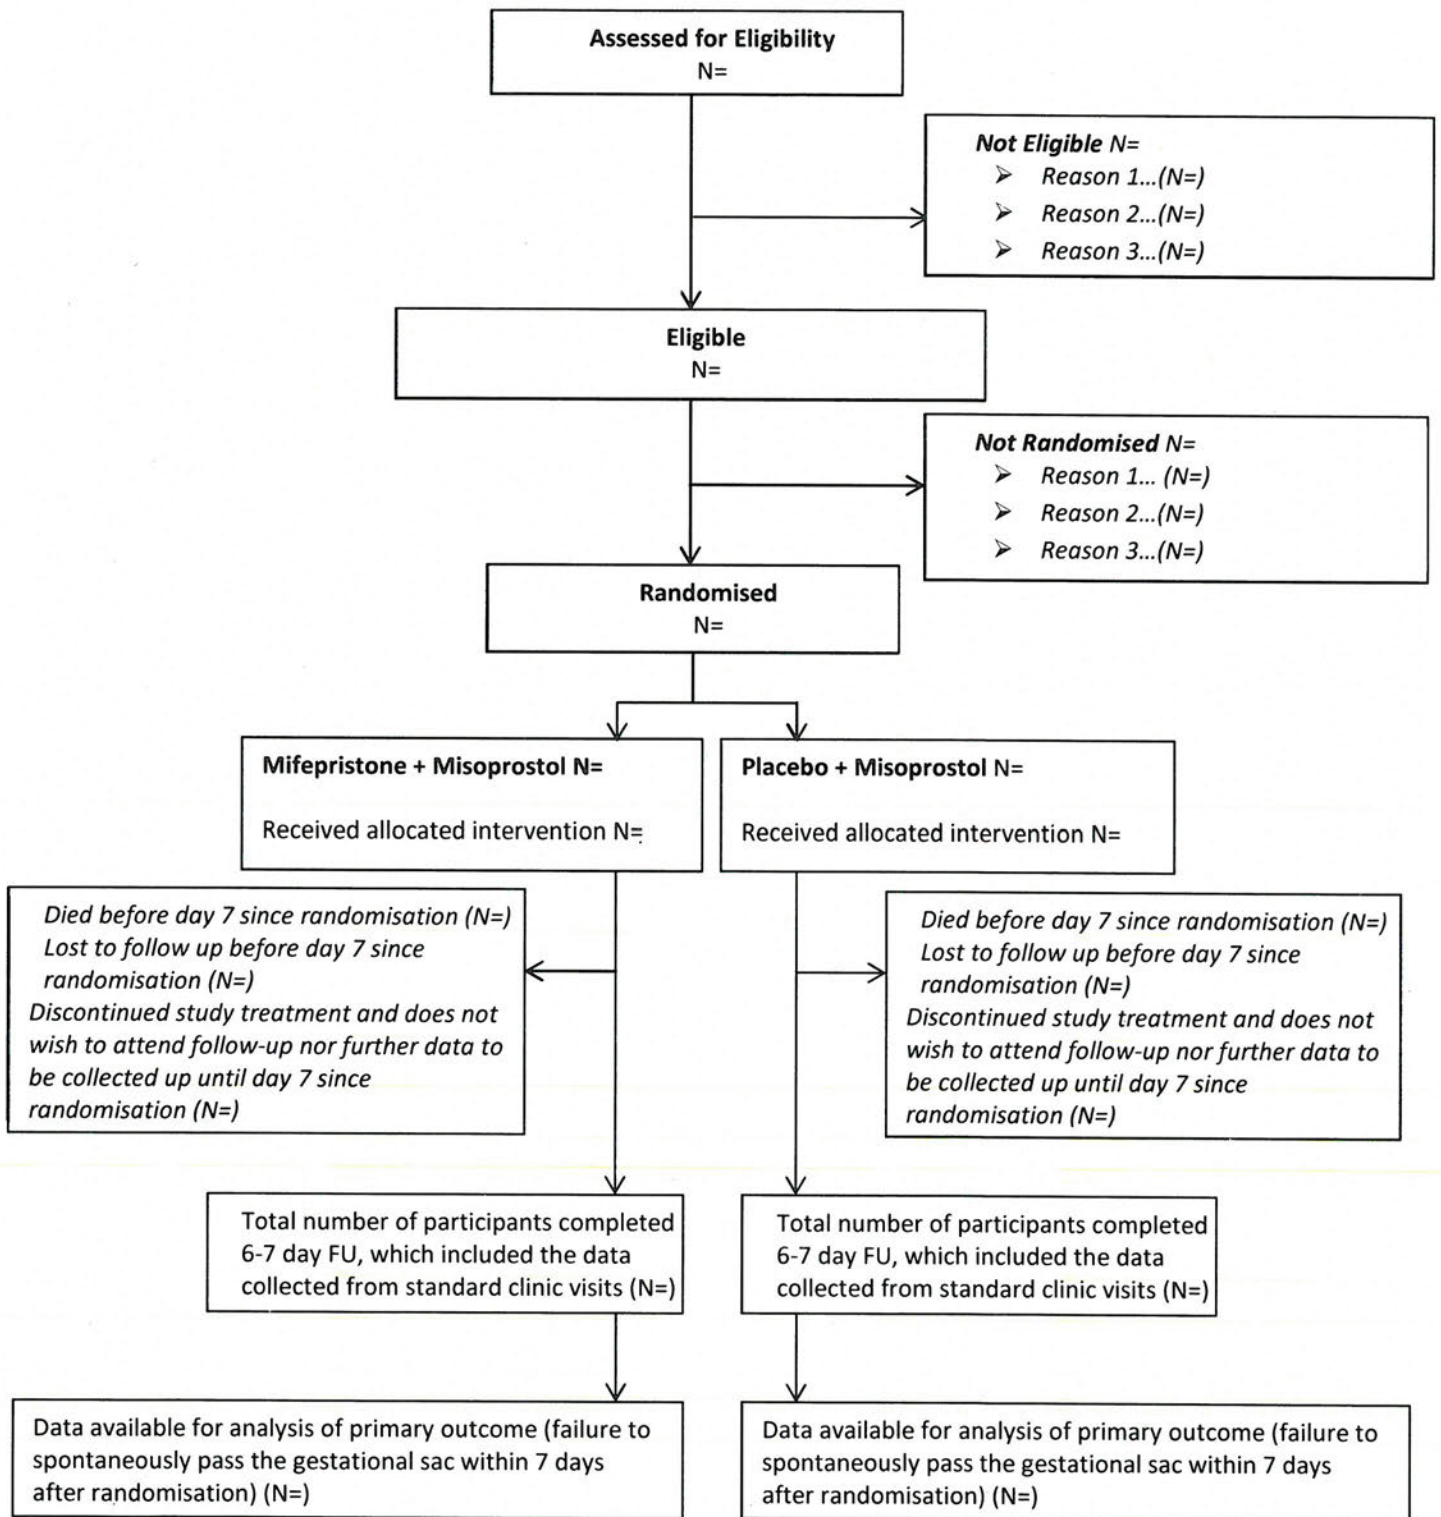 Assessed for Eligibility
N=
Not Eligible N=
➢ Reason 1...(N=)
➢ Reason 2...(N=)
➢ Reason 3...(N=)
Eligible
N=
Not Randomised N=
➢ Reason 1... (N=)
➢ Reason 2...(N=)
➢ Reason 3...(N=)
Randomised
N=
Mifepristone + Misoprostol N=
Received allocated intervention N=
Placebo + Misoprostol N=
Received allocated intervention N=
Died before day 7 since randomisation (N=)
Lost to follow up before day 7 since
randomisation (N=)
Discontinued study treatment and does not
wish to attend follow-up nor further data to
be collected up until day 7 since
randomisation (N=)
Died before day 7 since randomisation (N=)
Lost to follow up before day 7 since
randomisation (N=)
Discontinued study treatment and does not
wish to attend follow-up nor further data to
be collected up until day 7 since
randomisation (N=)
Total number of participants completed
6-7 day FU, which included the data
collected from standard clinic visits (N=)
Total number of participants completed
6-7 day FU, which included the data
collected from standard clinic visits (N=)
Data available for analysis of primary outcome (failure to
spontaneously pass the gestational sac within 7 days
after randomisation) (N=)
Data available for analysis of primary outcome (failure to
spontaneously pass the gestational sac within 7 days
after randomisation) (N=)